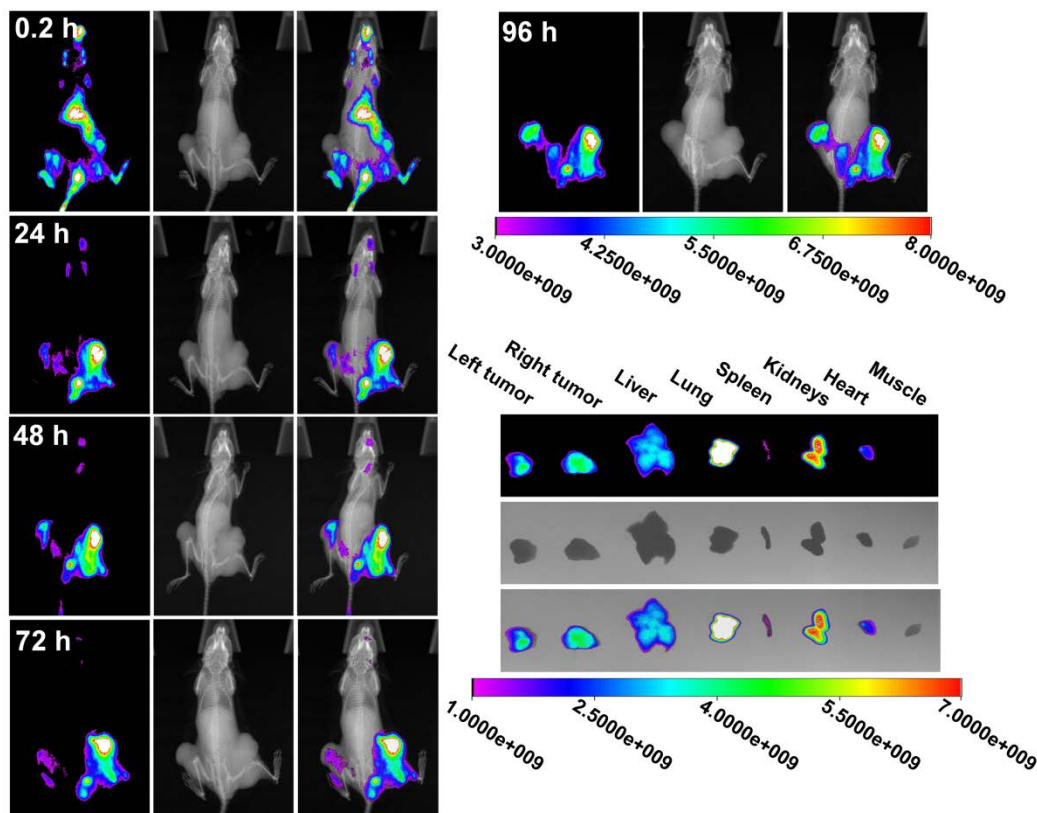 0.2 h
24 h
48 h
72 h
96 h
3.0000e+009
4.2500e+009
5.5000e+009
6.7500e+009
8.0000e+009
Left tumor
Right tumor
Liver
Lung
Spleen
Kidneys
Heart
Muscle
1.0000e+009
2.5000e+009
4.0000e+009
5.5000e+009
7.0000e+009